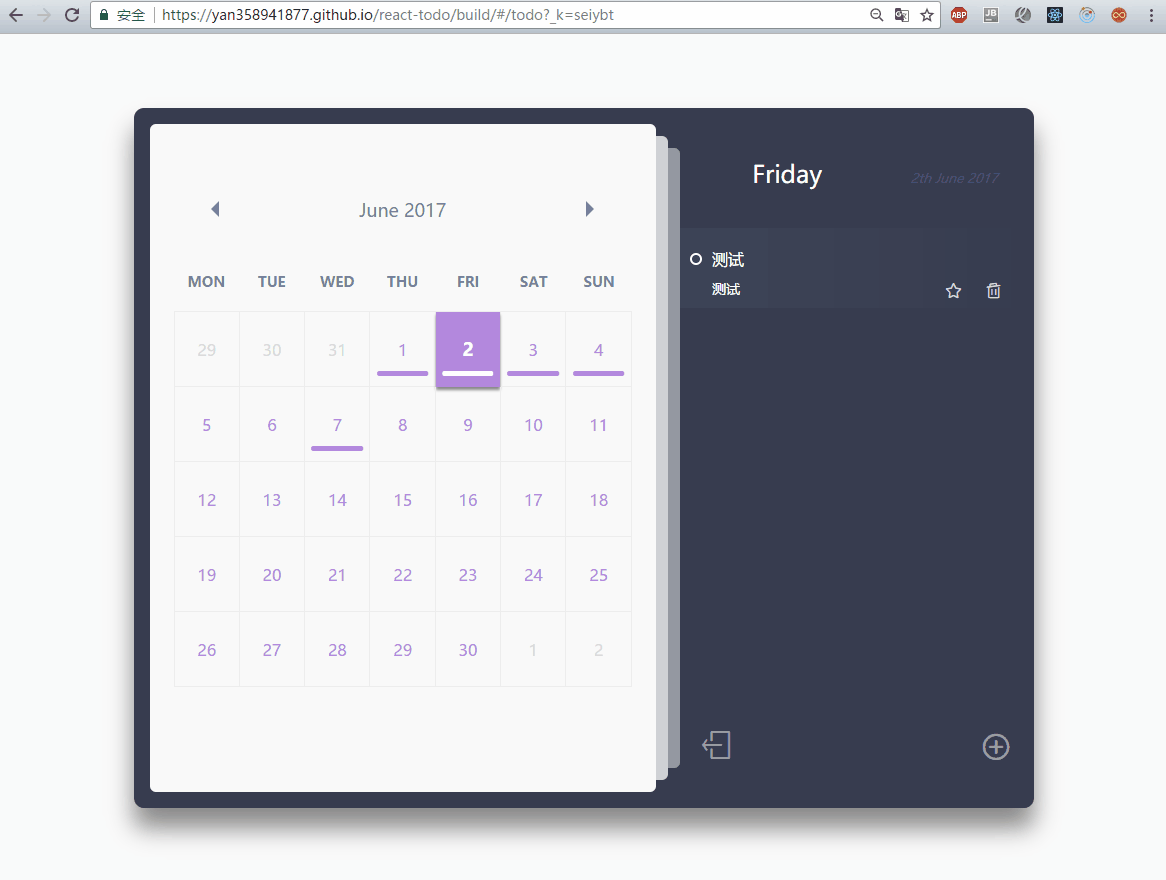 安全 https://yan358941877.github.io/react-todo/build/#/todo?_k=seiybt
ABP
JB
June 2017
MON TUE WED THU FRI SAT SUN
29 30 31 1 2 3 4
5 6 7 8 9 10 11
12 13 14 15 16 17 18
19 20 21 22 23 24 25
26 27 28 29 30 1 2
Friday
2th June 2017
测试
测试